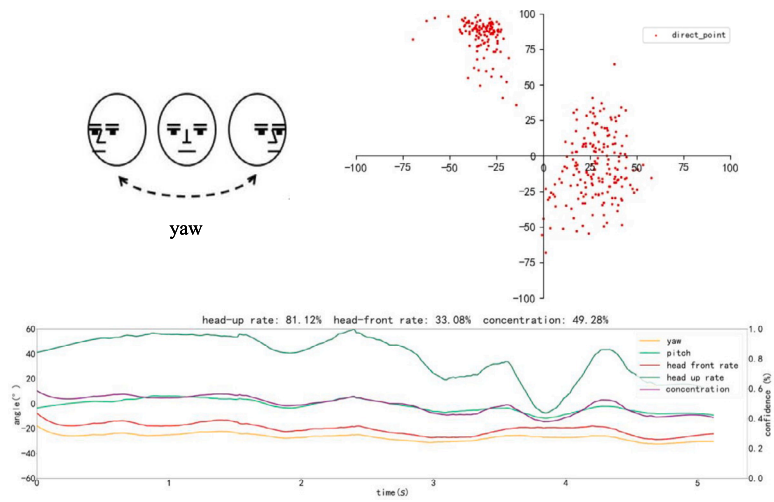 yaw
100
75
50
25
0
−25
−50
−75
−100
−100 −75 −50 −25 0 25 50 75 100
direct_point
head-up rate: 81.12% head-front rate: 33.08% concentration: 49.28%
60
40
20
0
−20
−40
−60
angle(°)
0 1 2 3 4 5
time(S)
1.0
0.8
0.6
0.4
0.2
0.0
confidence (%)
yaw
pitch
head front rate
head up rate
concentration